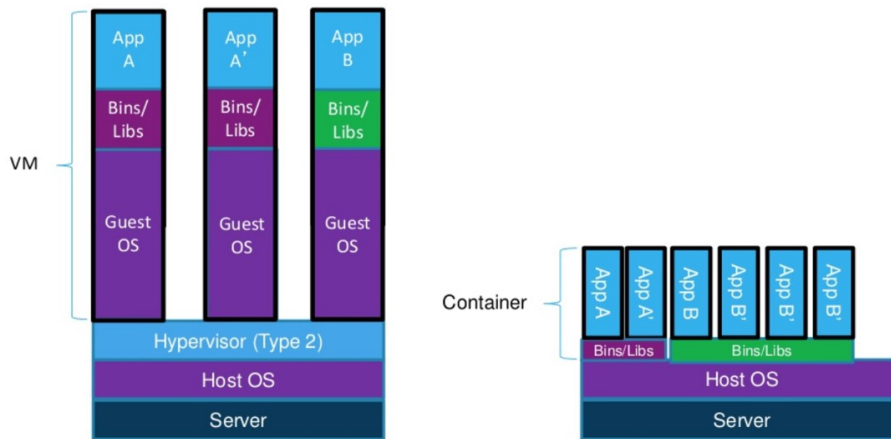 App
A
App
A'
App
B
Bins/
Libs
Bins/
Libs
Bins/
Libs
VM
Guest
OS
Guest
OS
Guest
OS
Hypervisor (Type 2)
Host OS
Server
Container
App A
App A'
App B
App B'
App B'
App B'
Bins/Libs
Bins/Libs
Host OS
Server